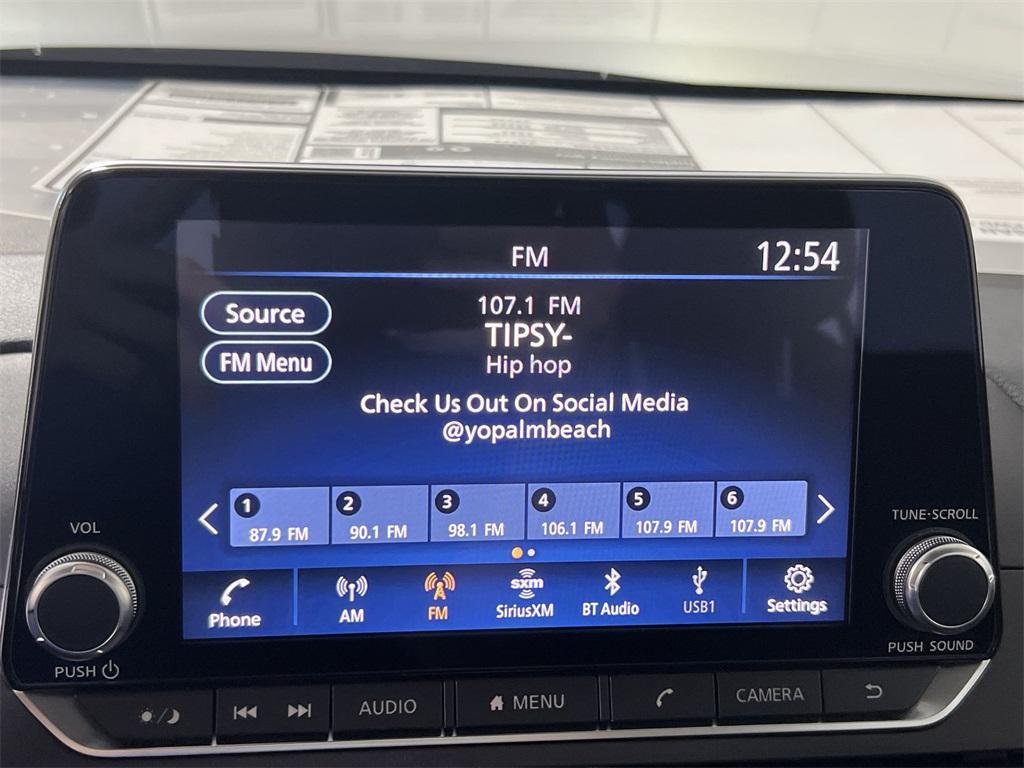 FM 12:54
Source
107.1 FM
TIPSY-
FM Menu
Hip hop
Check Us Out On Social Media
@yopalmbeach
1 2 3 4 5 6
87.9 FM 90.1 FM 98.1 FM 106.1 FM 107.9 FM 107.9 FM
VOL
TUNE·SCROLL
Phone AM FM sxm SiriusXM BT Audio USB1 Settings
PUSH
PUSH SOUND
AUDIO MENU CAMERA